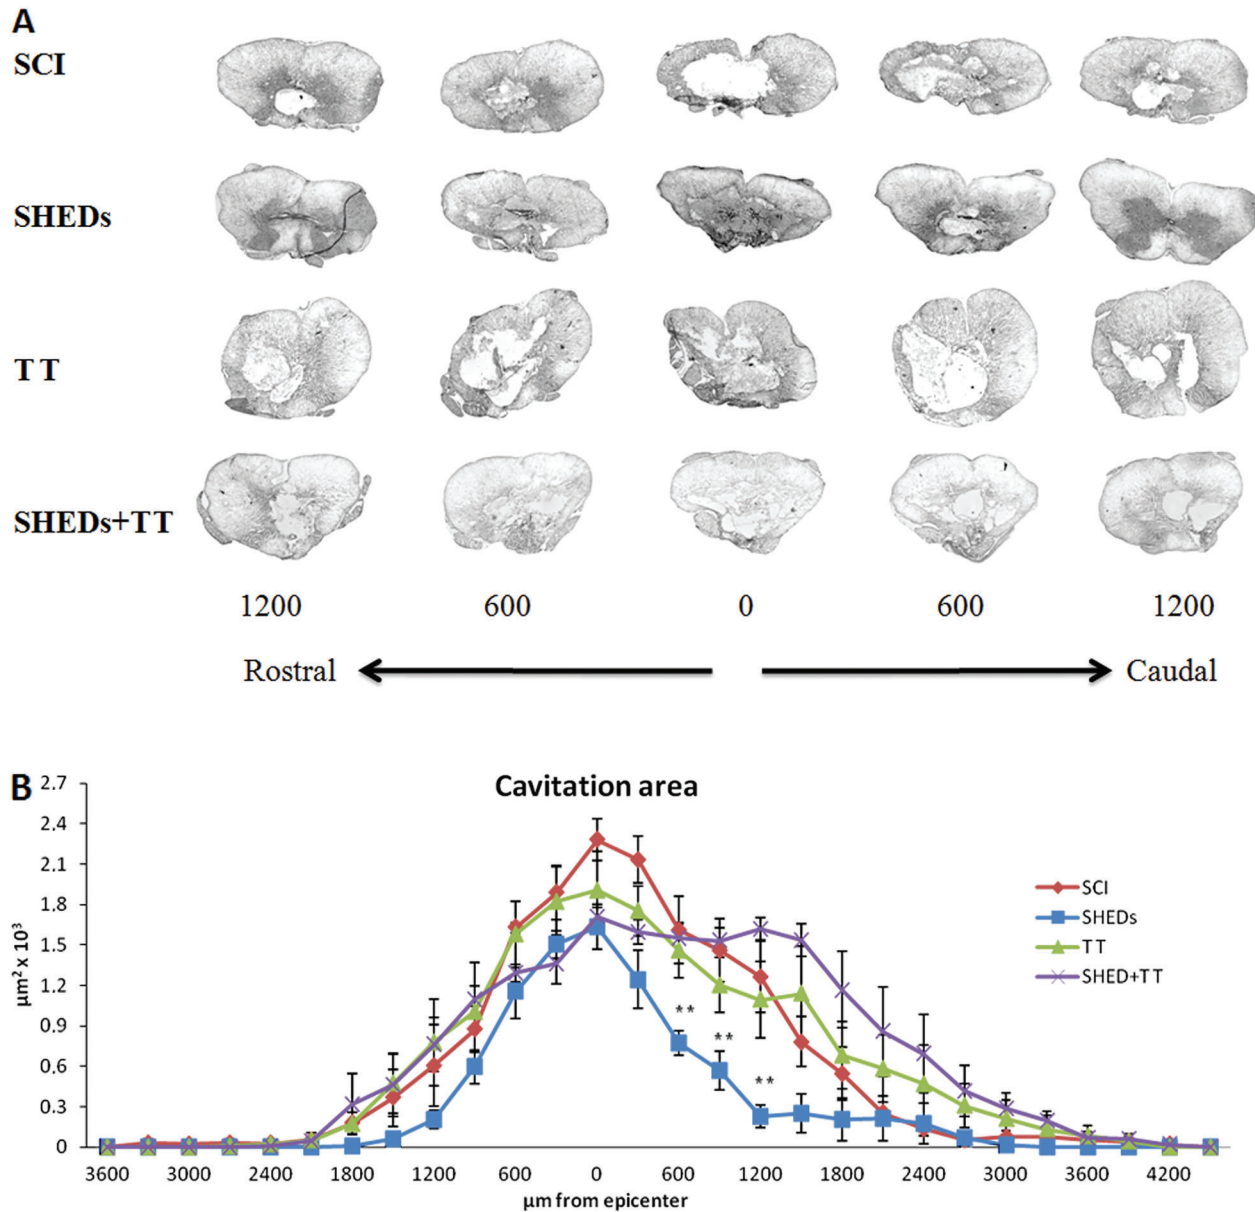 A
SCI
SHEDs
TT
SHEDs+TT
1200 600 0 600 1200
Rostral Caudal
B
Cavitation area
2.7
2.4
2.1
1.8
1.5
1.2
0.9
0.6
0.3
0
µm² x 10³
SCI
SHEDs
TT
SHED+TT
**
**
**
3600 3000 2400 1800 1200 600 0 600 1200 1800 2400 3000 3600 4200
µm from epicenter